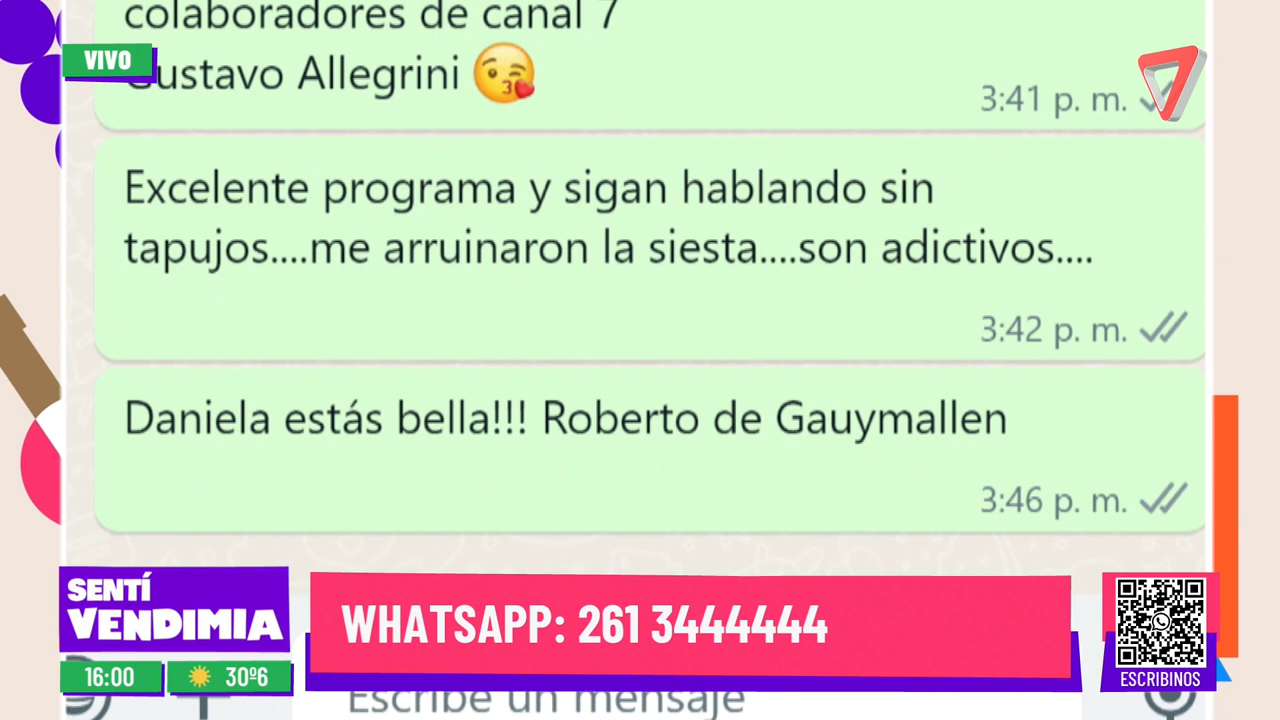 colaboradores de canal 7
VIVO
Gustavo Allegrini 😘
3:41 p. m.
7
Excelente programa y sigan hablando sin
tapujos....me arruinaron la siesta....son adictivos....
3:42 p. m.
Daniela estás bella!!! Roberto de Gauymallen
3:46 p. m.
SENTÍ
VENDIMIA
WHATSAPP: 261 3444444
16:00
30º6
ESCRIBINOS
Escribe un mensaje